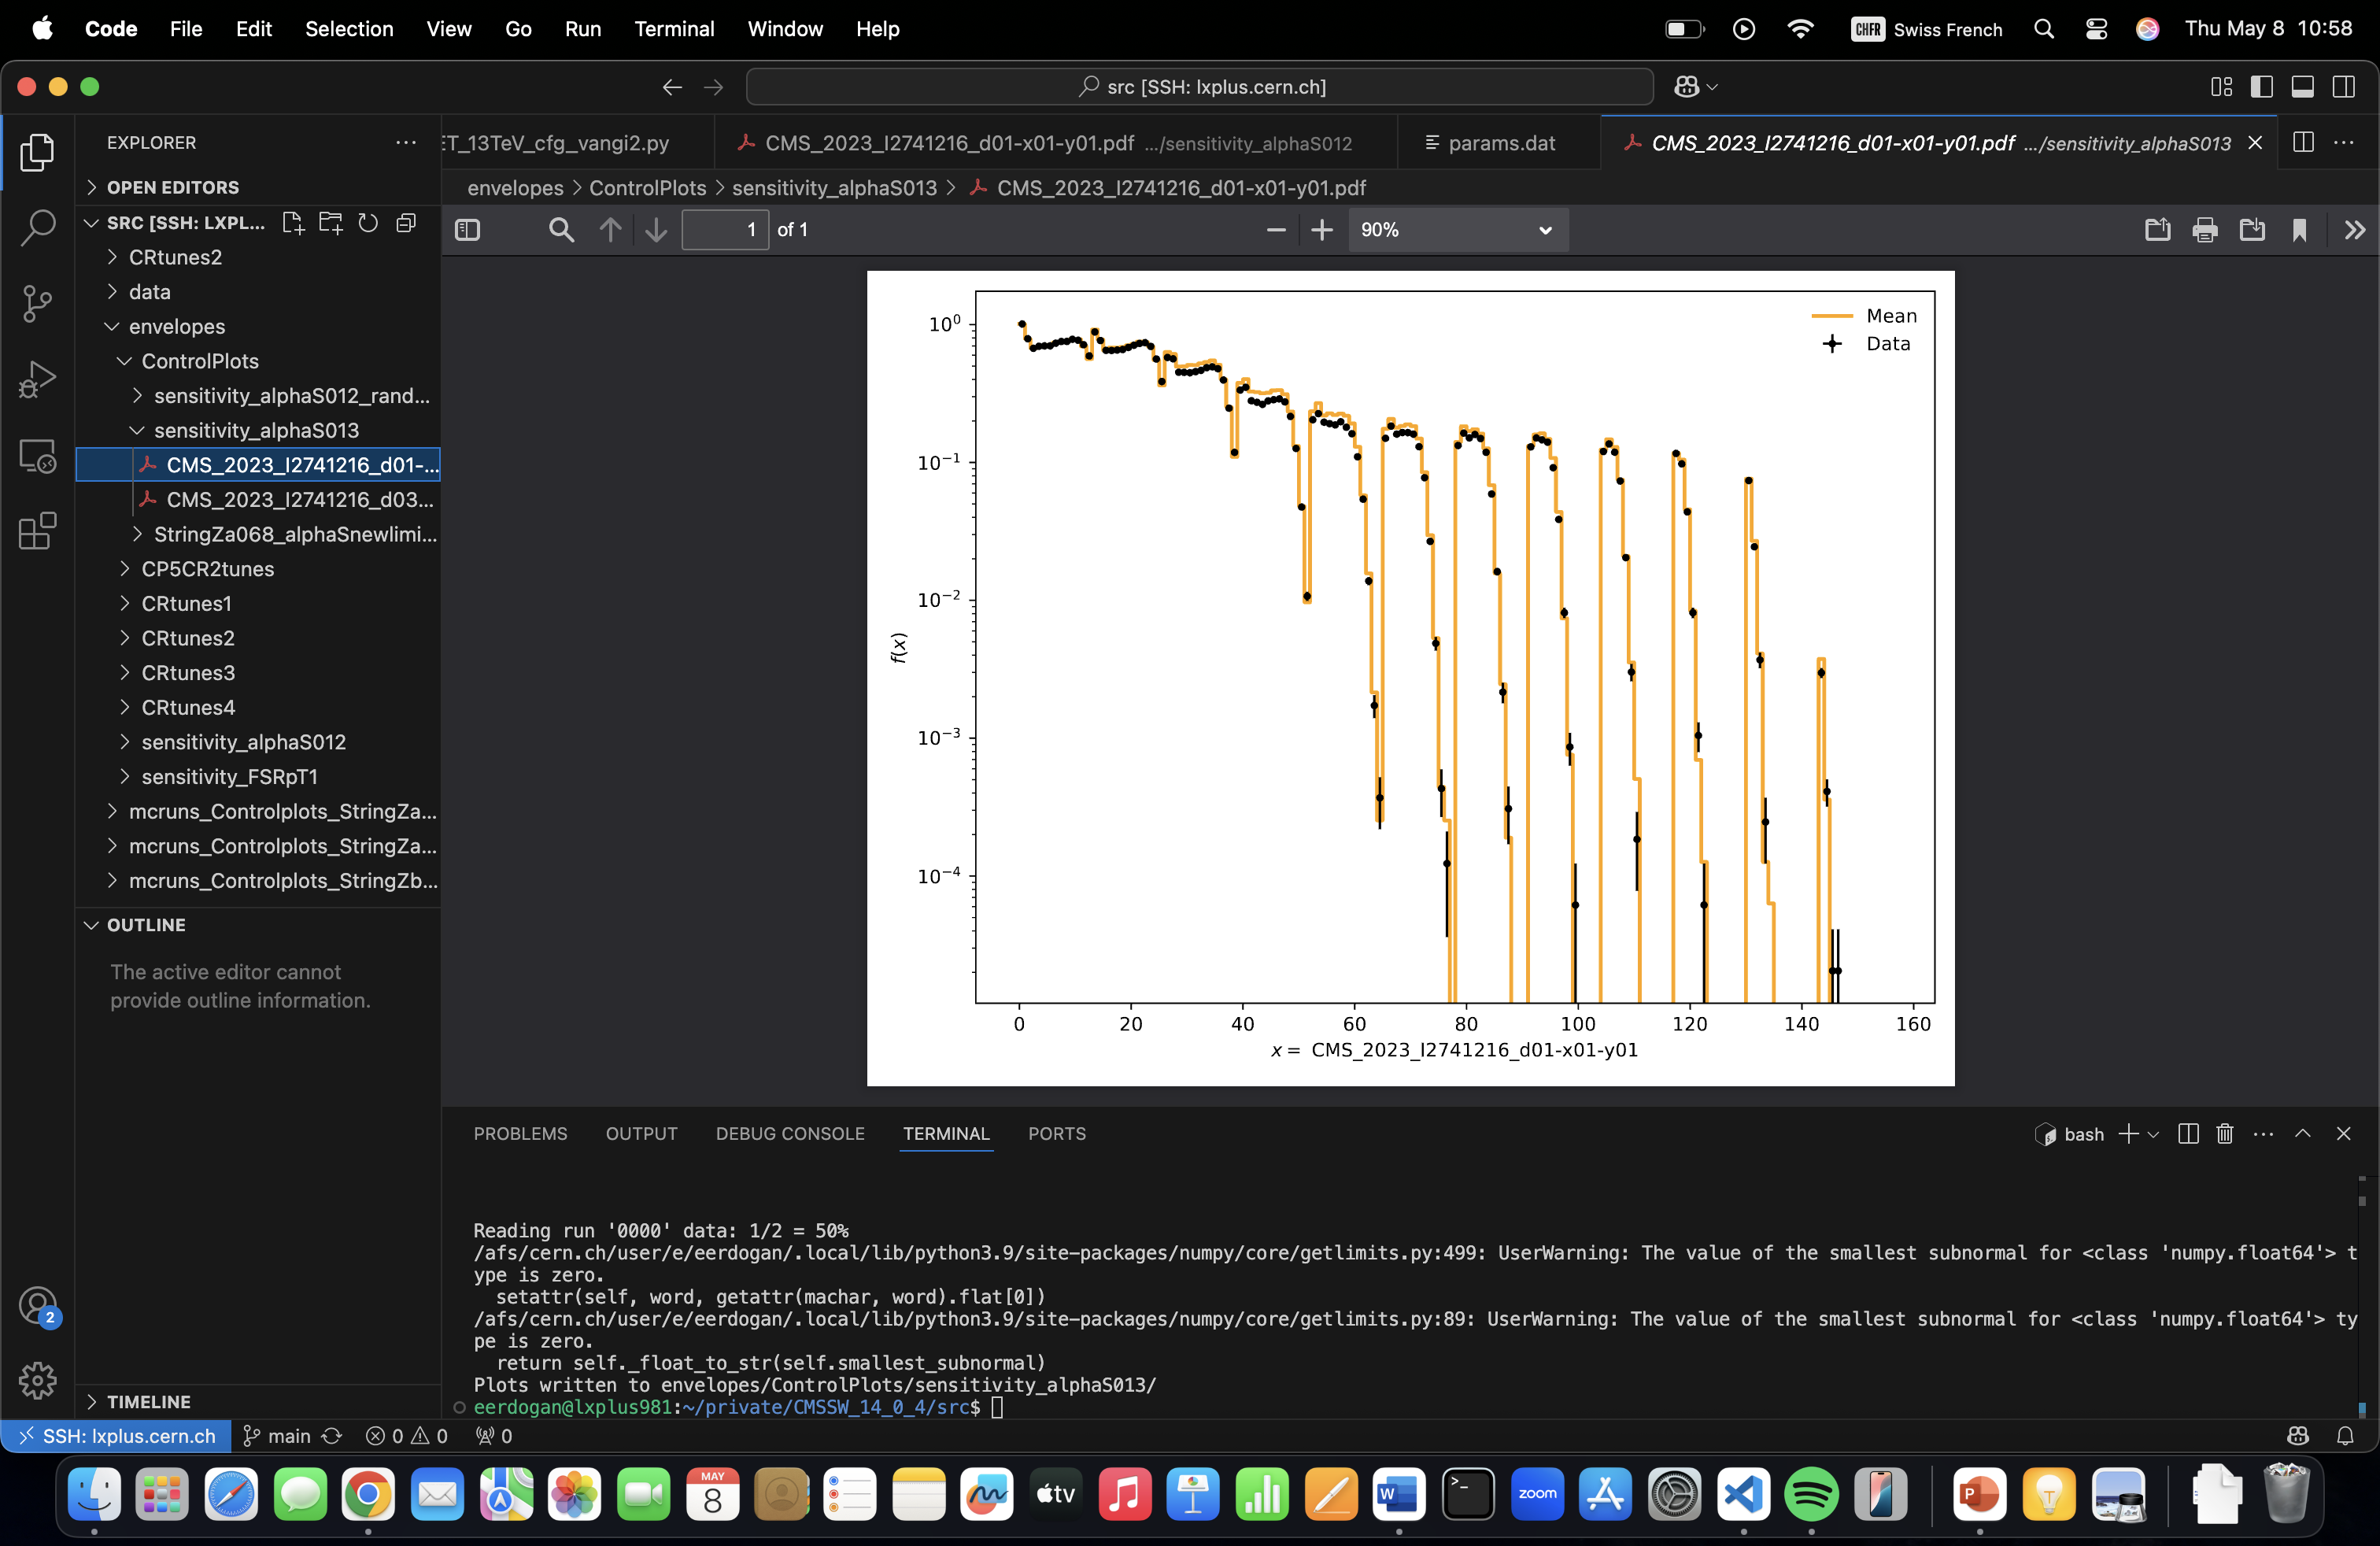 Code File Edit Selection View Go Run Terminal Window Help CHFR Swiss French Thu May 8 10:58
src [SSH: lxplus.cern.ch]
EXPLORER
ET_13TeV_cfg_vangi2.py CMS_2023_I2741216_d01-x01-y01.pdf .../sensitivity_alphaS012 params.dat CMS_2023_I2741216_d01-x01-y01.pdf .../sensitivity_alphaS013
OPEN EDITORS
envelopes > ControlPlots > sensitivity_alphaS013 > CMS_2023_I2741216_d01-x01-y01.pdf
SRC [SSH: LXPL...
1 of 1 90%
CRtunes2
data
envelopes
ControlPlots
sensitivity_alphaS012_rand...
sensitivity_alphaS013
CMS_2023_I2741216_d01-...
CMS_2023_I2741216_d03...
StringZa068_alphaSnewlimi...
CP5CR2tunes
CRtunes1
CRtunes2
CRtunes3
CRtunes4
sensitivity_alphaS012
sensitivity_FSRpT1
mcruns_Controlplots_StringZa...
mcruns_Controlplots_StringZa...
mcruns_Controlplots_StringZb...
OUTLINE
The active editor cannot
provide outline information.
TIMELINE
Mean
Data
10⁰
10⁻¹
10⁻²
10⁻³
10⁻⁴
f(x)
0 20 40 60 80 100 120 140 160
x = CMS_2023_I2741216_d01-x01-y01
PROBLEMS OUTPUT DEBUG CONSOLE TERMINAL PORTS
bash
Reading run '0000' data: 1/2 = 50%
/afs/cern.ch/user/e/eerdogan/.local/lib/python3.9/site-packages/numpy/core/getlimits.py:499: UserWarning: The value of the smallest subnormal for <class 'numpy.float64'> t
ype is zero.
setattr(self, word, getattr(machar, word).flat[0])
/afs/cern.ch/user/e/eerdogan/.local/lib/python3.9/site-packages/numpy/core/getlimits.py:89: UserWarning: The value of the smallest subnormal for <class 'numpy.float64'> ty
pe is zero.
return self._float_to_str(self.smallest_subnormal)
Plots written to envelopes/ControlPlots/sensitivity_alphaS013/
eerdogan@lxplus981:~/private/CMSSW_14_0_4/src$
2
SSH: lxplus.cern.ch main 0 0 0
MAY
8
tv
W
>_
zoom
P